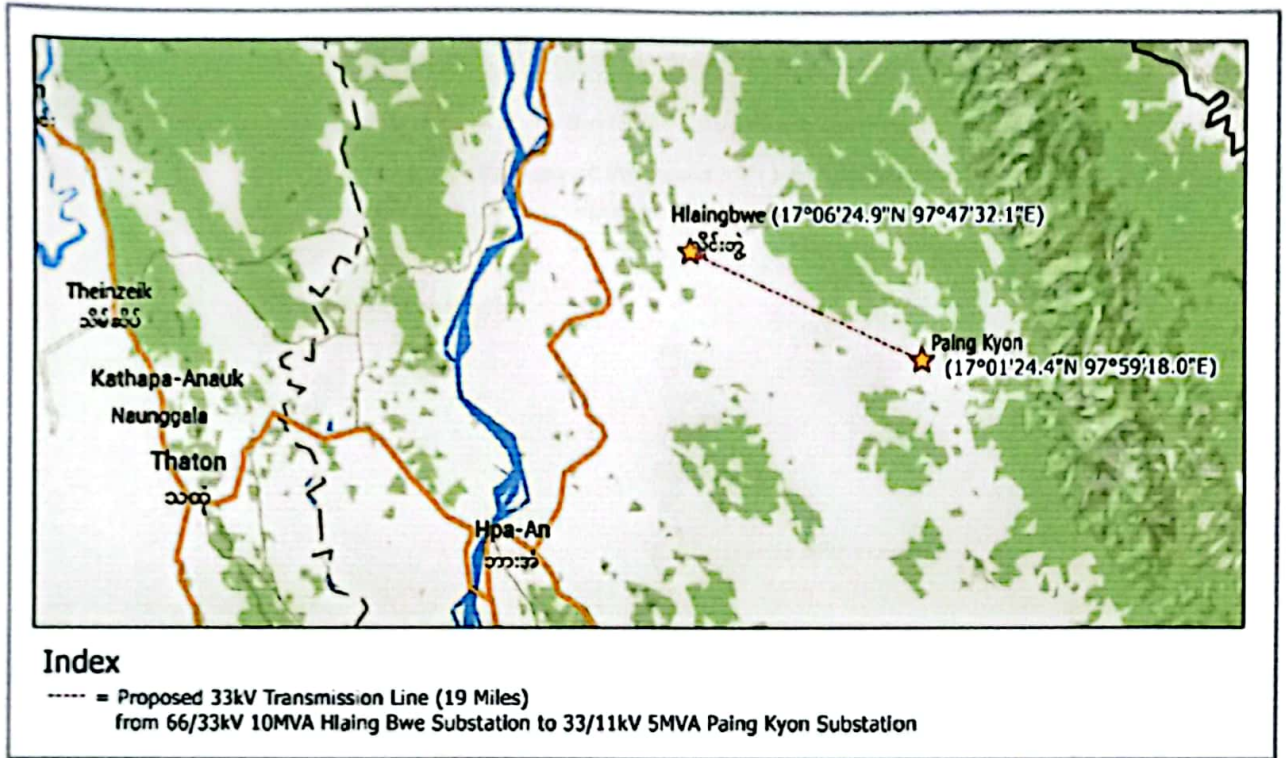 Hlaingbwe (17°06'24.9"N 97°47'32.1"E)
လှိုင်းဘွဲ့
Theinzeik
သိမ်ဆိပ်
Paing Kyon
(17°01'24.4"N 97°59'18.0"E)
Kathapa-Anauk
Naunggala
Thaton
သထုံ
Hpa-An
ဘားအံ
Index
----- = Proposed 33kV Transmission Line (19 Miles)
from 66/33kV 10MVA Hlaing Bwe Substation to 33/11kV 5MVA Paing Kyon Substation